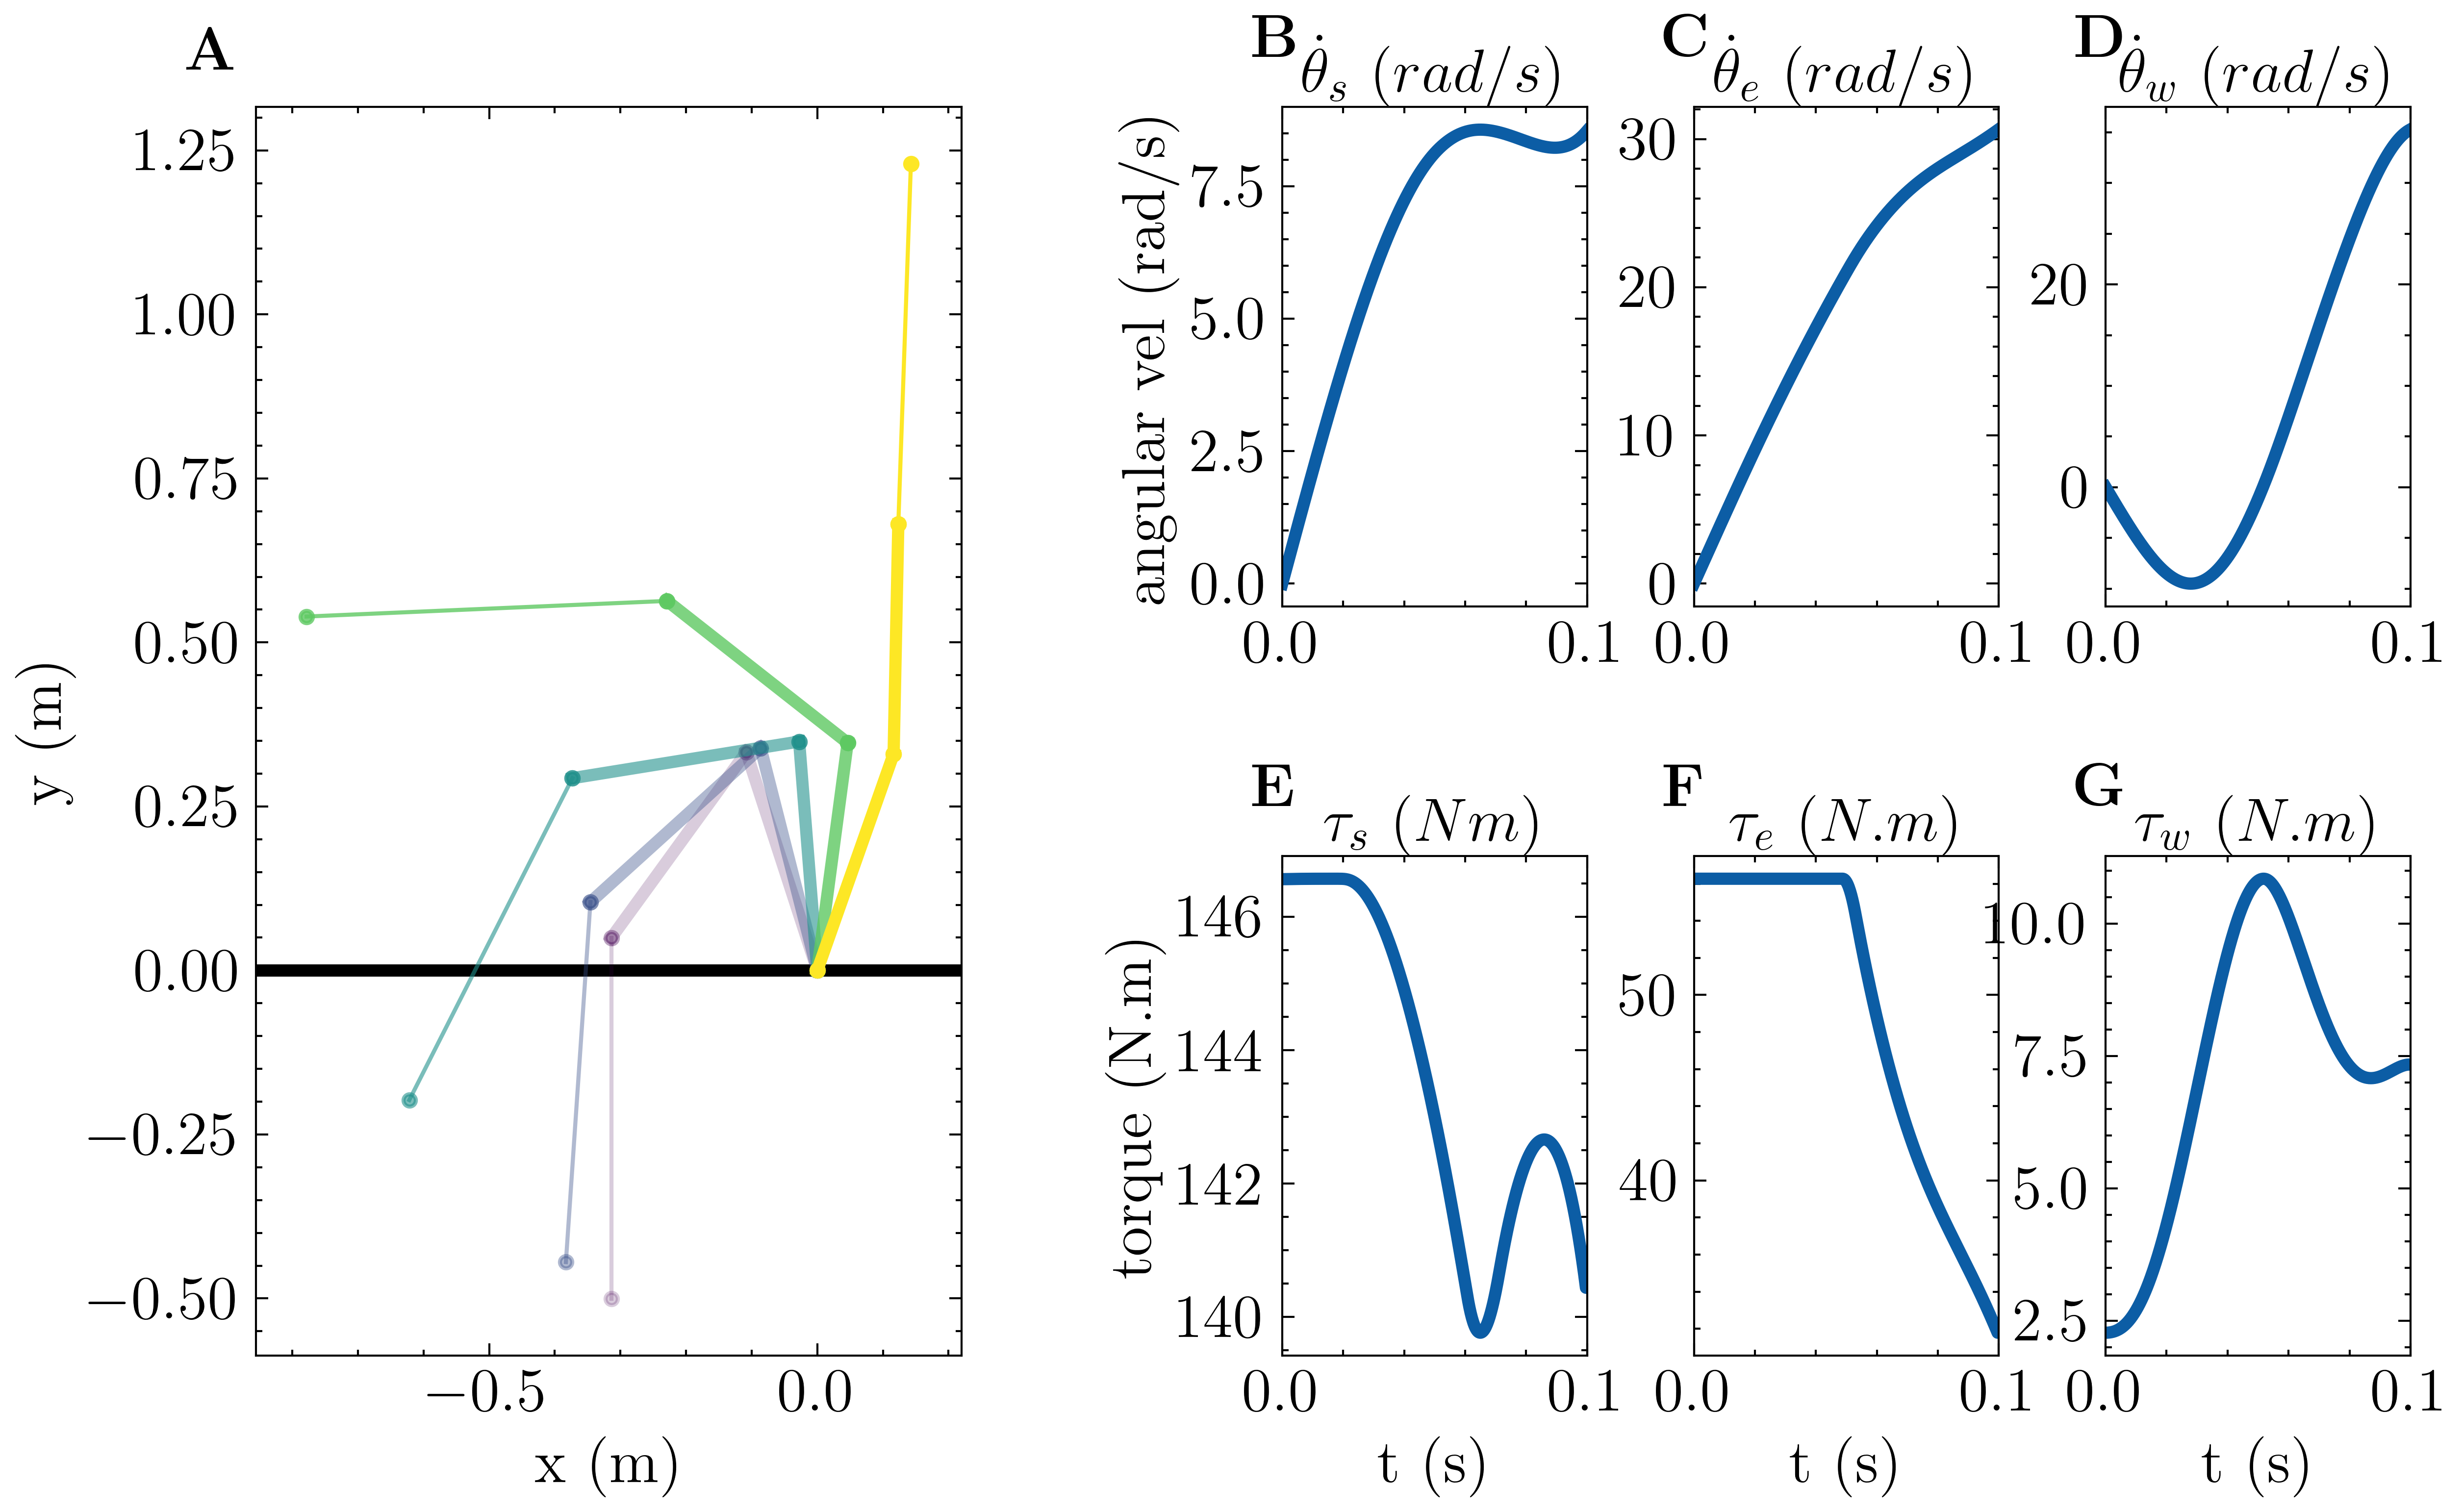 A
1.25
1.00
0.75
0.50
0.25
0.00
−0.25
−0.50
y (m)
−0.5 0.0
x (m)
B
θ̇s (rad/s)
angular vel (rad/s)
7.5
5.0
2.5
0.0
0.0 0.1
C
θ̇e (rad/s)
30
20
10
0
0.0 0.1
D
θ̇w (rad/s)
20
0
0.0 0.1
E
τs (Nm)
torque (N.m)
146
144
142
140
0.0 0.1
t (s)
F
τe (N.m)
50
40
0.0 0.1
t (s)
G
τw (N.m)
10.0
7.5
5.0
2.5
0.0 0.1
t (s)